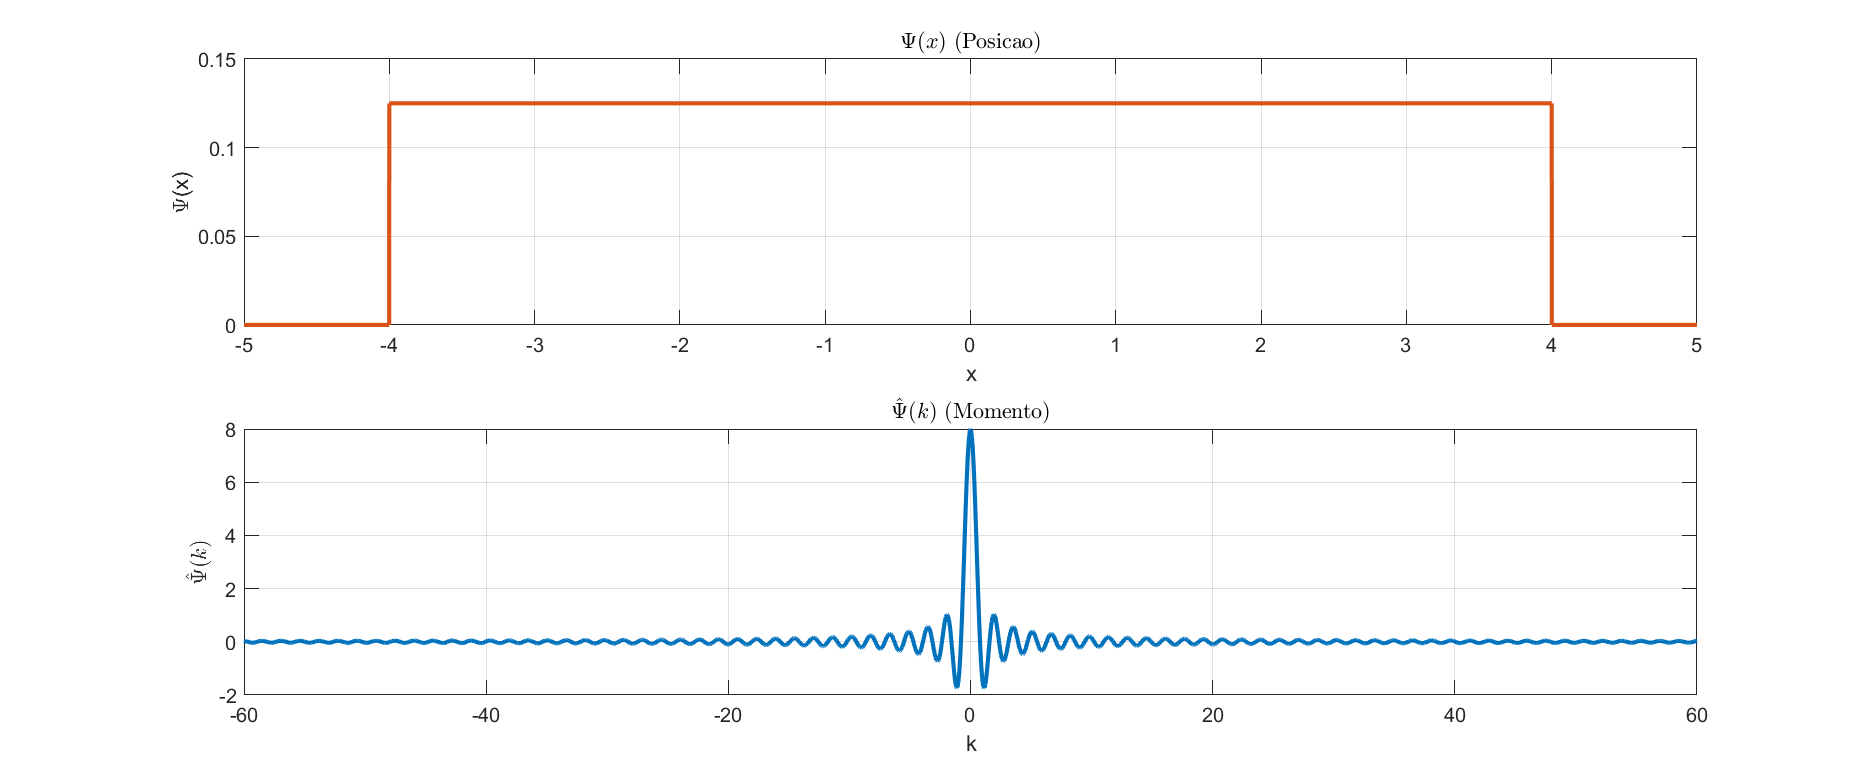 Ψ(x) (Posicao)
0.15
0.1
0.05
0
Ψ(x)
-5 -4 -3 -2 -1 0 1 2 3 4 5
x
Ψ̂(k) (Momento)
8
6
4
2
0
-2
Ψ̂(k)
-60 -40 -20 0 20 40 60
k